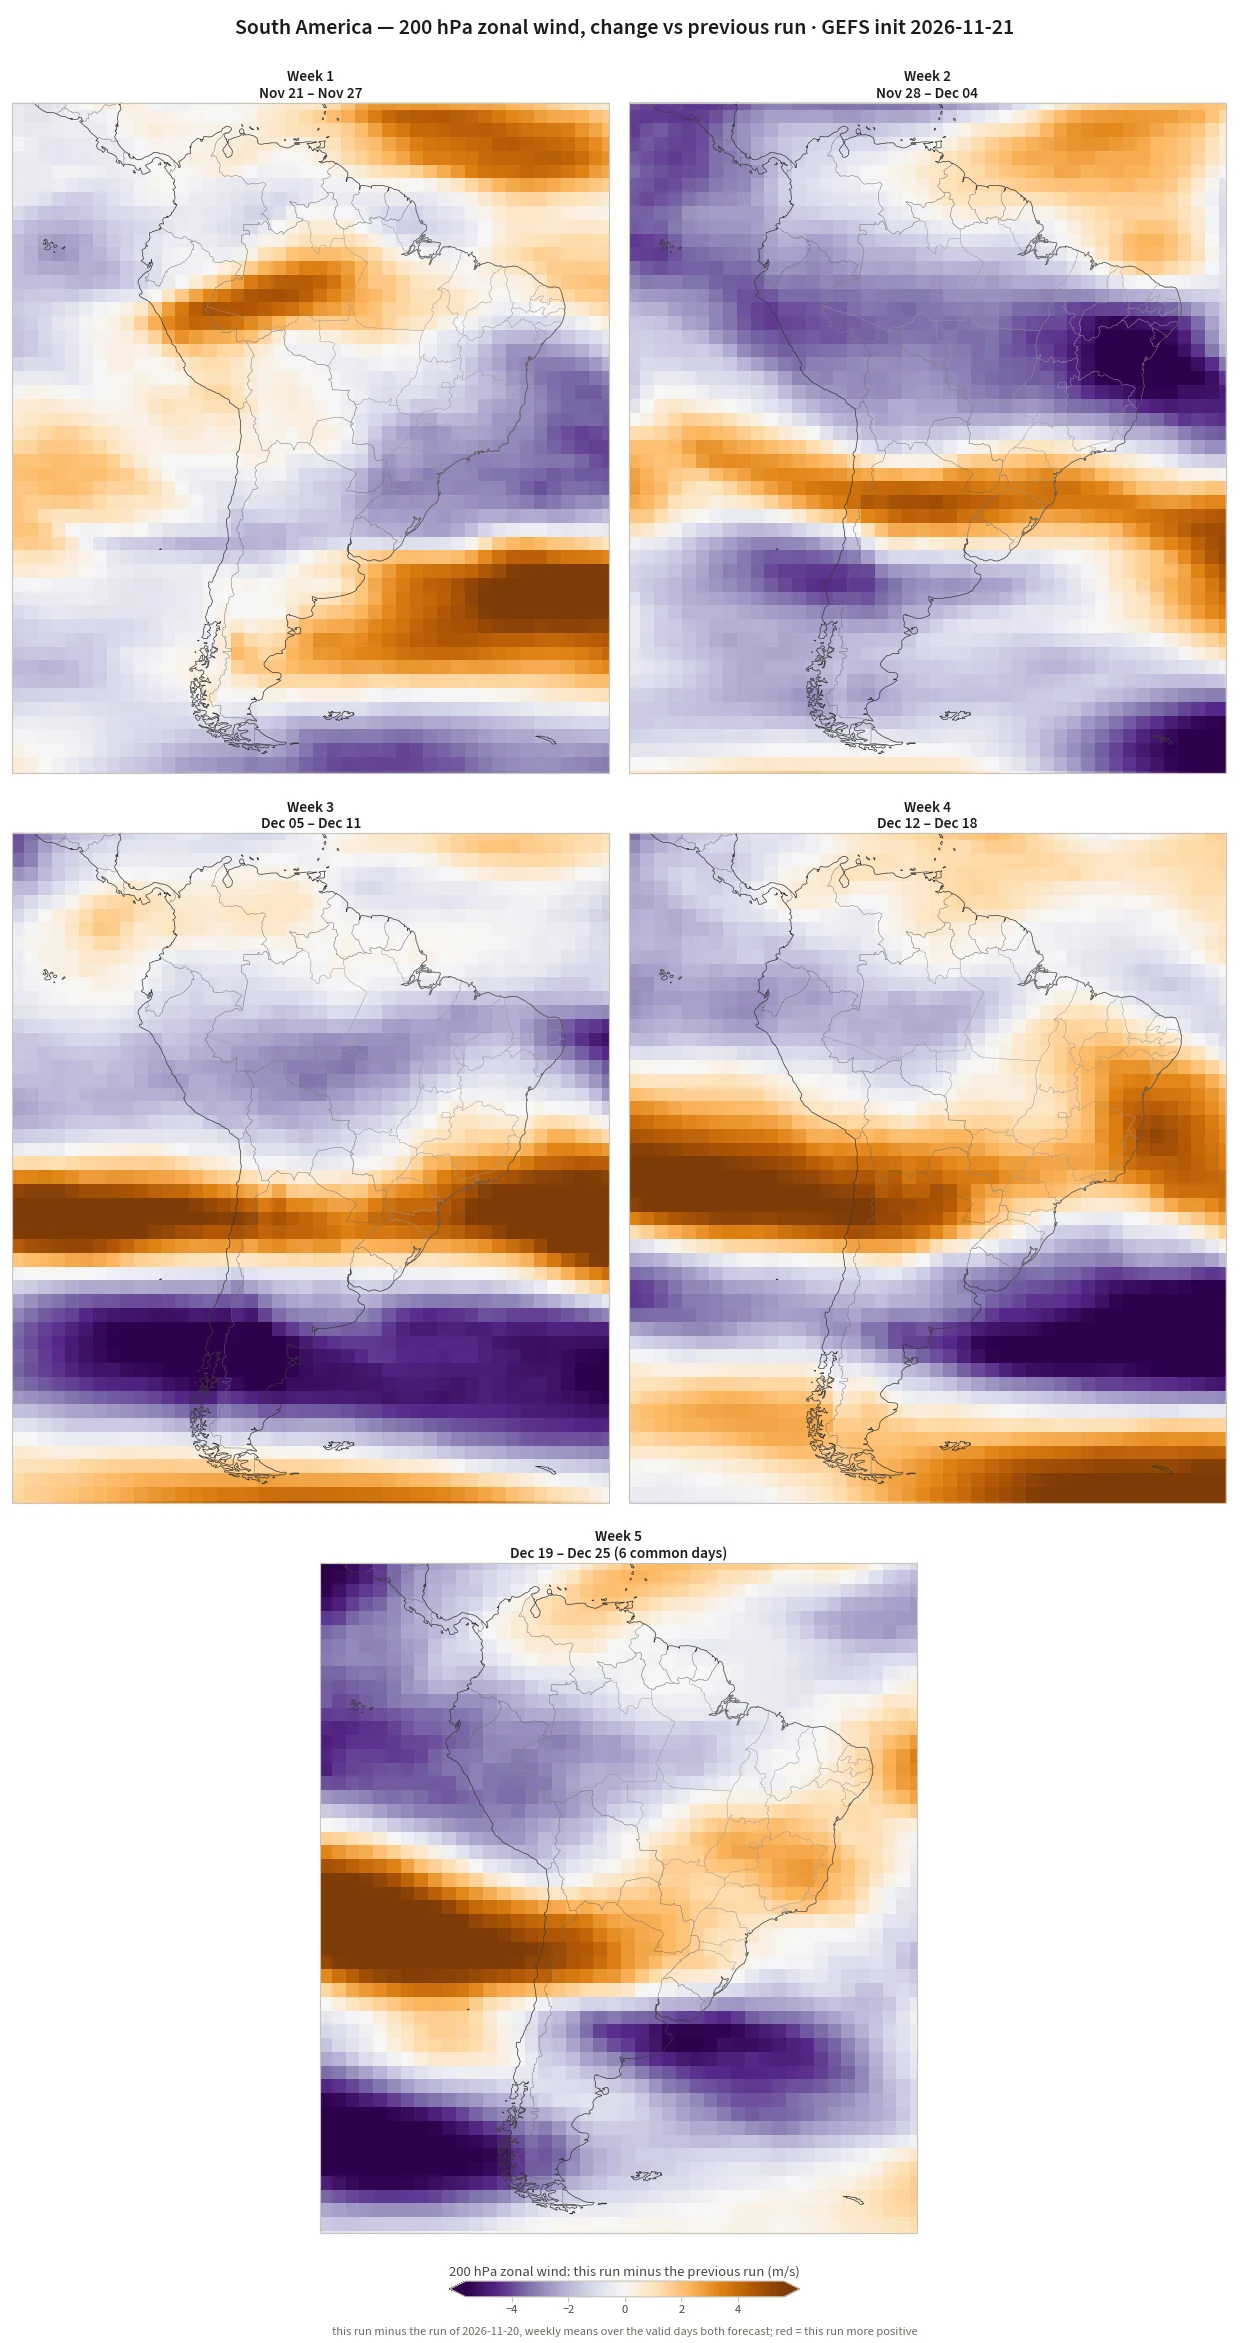 South America — 200 hPa zonal wind, change vs previous run · GEFS init 2026-11-21
Week 1
Nov 21 – Nov 27
Week 2
Nov 28 – Dec 04
Week 3
Dec 05 – Dec 11
Week 4
Dec 12 – Dec 18
Week 5
Dec 19 – Dec 25 (6 common days)
200 hPa zonal wind: this run minus the previous run (m/s)
−4 −2 0 2 4
this run minus the run of 2026-11-20, weekly means over the valid days both forecast; red = this run more positive